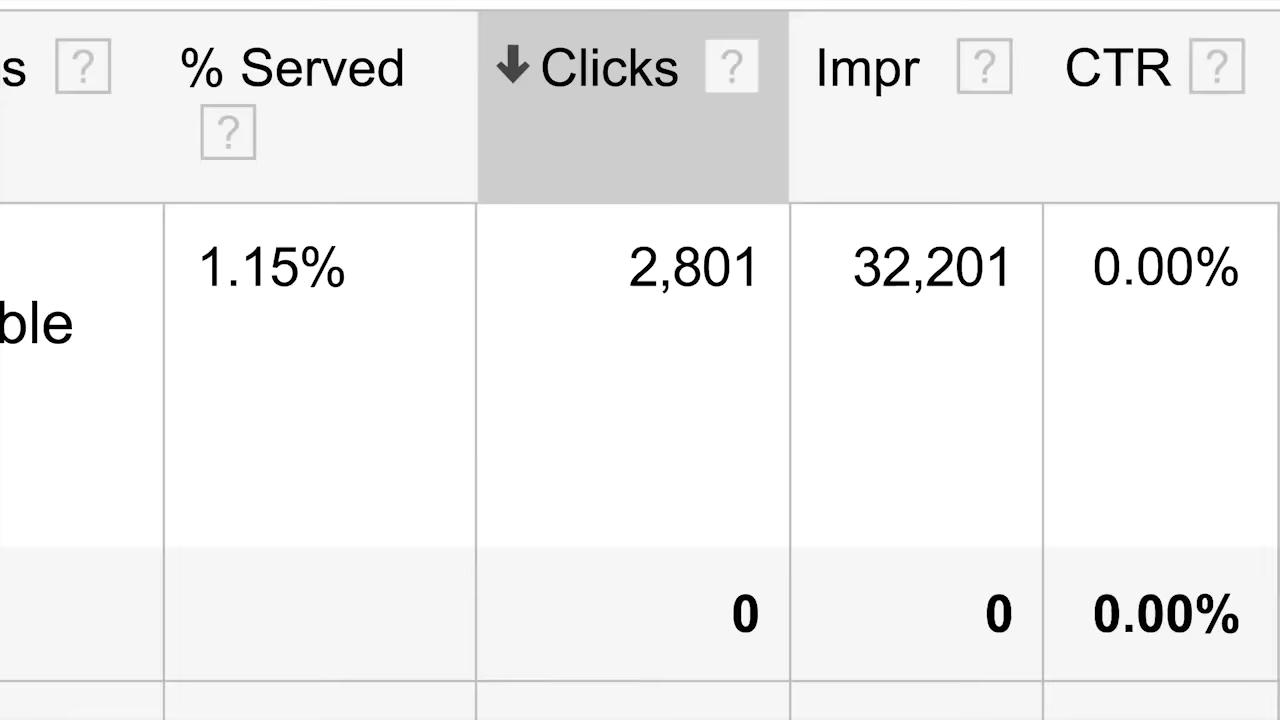 s ? % Served ? Clicks ? Impr ? CTR ?
1.15% 2,801 32,201 0.00%
ble
0 0 0.00%